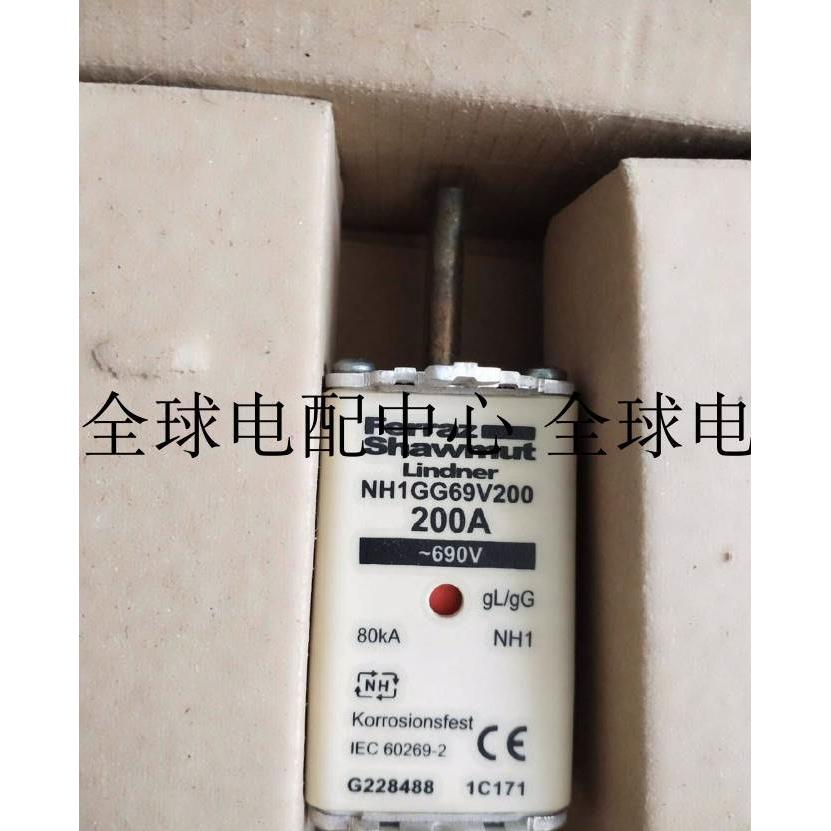 全球电配中心 全球电
Ferraz
Shawmut
Lindner
NH1GG69V200
200A
~690V
gL/gG
80kA NH1
NH
Korrosionsfest
IEC 60269-2 CE
G228488 1C171